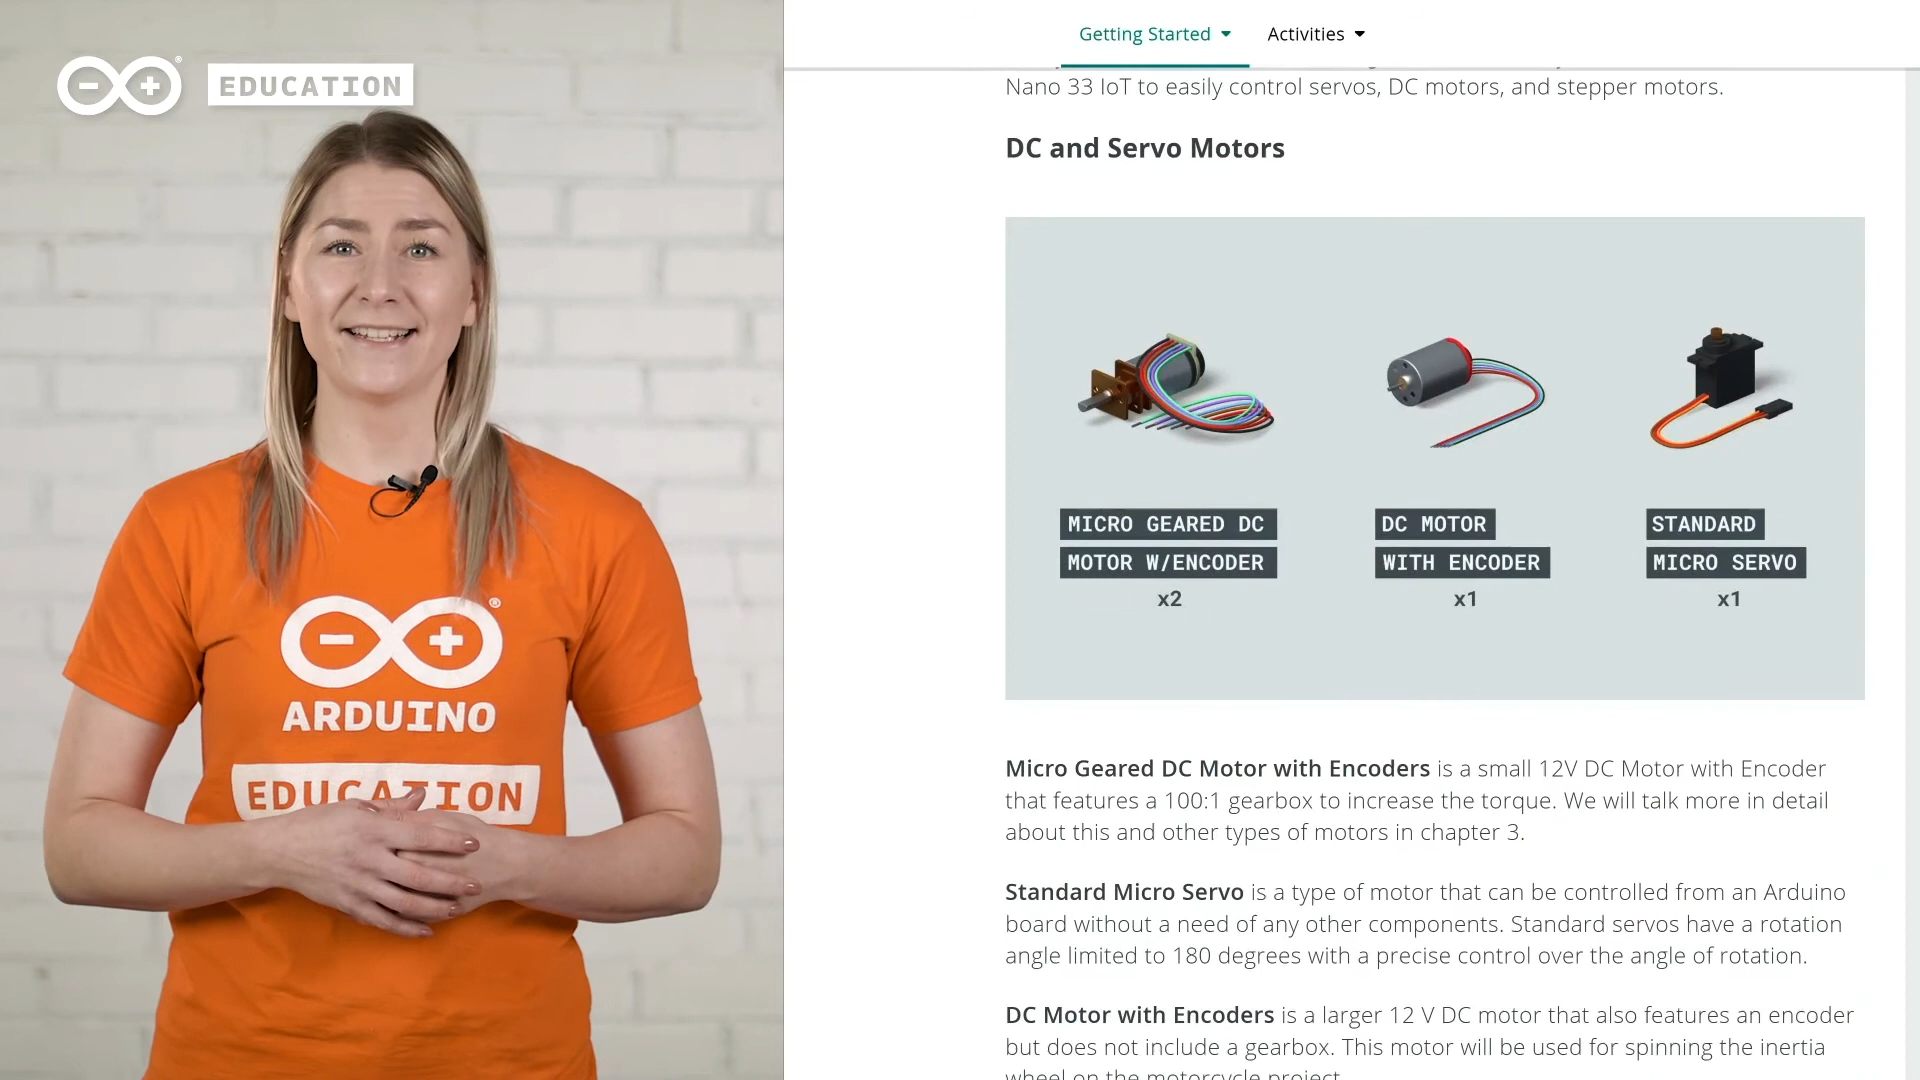 EDUCATION
ARDUINO
EDUCATION
Getting Started
Activities
Nano 33 IoT to easily control servos, DC motors, and stepper motors.
DC and Servo Motors
MICRO GEARED DC
MOTOR W/ENCODER
x2
DC MOTOR
WITH ENCODER
x1
STANDARD
MICRO SERVO
x1
Micro Geared DC Motor with Encoders is a small 12V DC Motor with Encoder
that features a 100:1 gearbox to increase the torque. We will talk more in detail
about this and other types of motors in chapter 3.
Standard Micro Servo is a type of motor that can be controlled from an Arduino
board without a need of any other components. Standard servos have a rotation
angle limited to 180 degrees with a precise control over the angle of rotation.
DC Motor with Encoders is a larger 12 V DC motor that also features an encoder
but does not include a gearbox. This motor will be used for spinning the inertia
wheel on the motorcycle project.